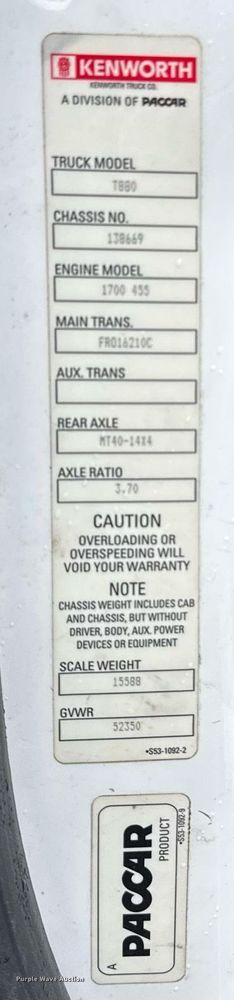 KENWORTH
KENWORTH TRUCK CO.
A DIVISION OF PACCAR
TRUCK MODEL
T880
CHASSIS NO.
138669
ENGINE MODEL
1700 455
MAIN TRANS.
FRO16210C
AUX. TRANS
REAR AXLE
MT40-14X4
AXLE RATIO
3.70
CAUTION
OVERLOADING OR
OVERSPEEDING WILL
VOID YOUR WARRANTY
NOTE
CHASSIS WEIGHT INCLUDES CAB
AND CHASSIS, BUT WITHOUT
DRIVER, BODY, AUX. POWER
DEVICES OR EQUIPMENT
SCALE WEIGHT
15588
GVWR
52350
•S53-1092-2
A
PACCAR
PRODUCT
•S53-1092-9
Purple Wave Auction